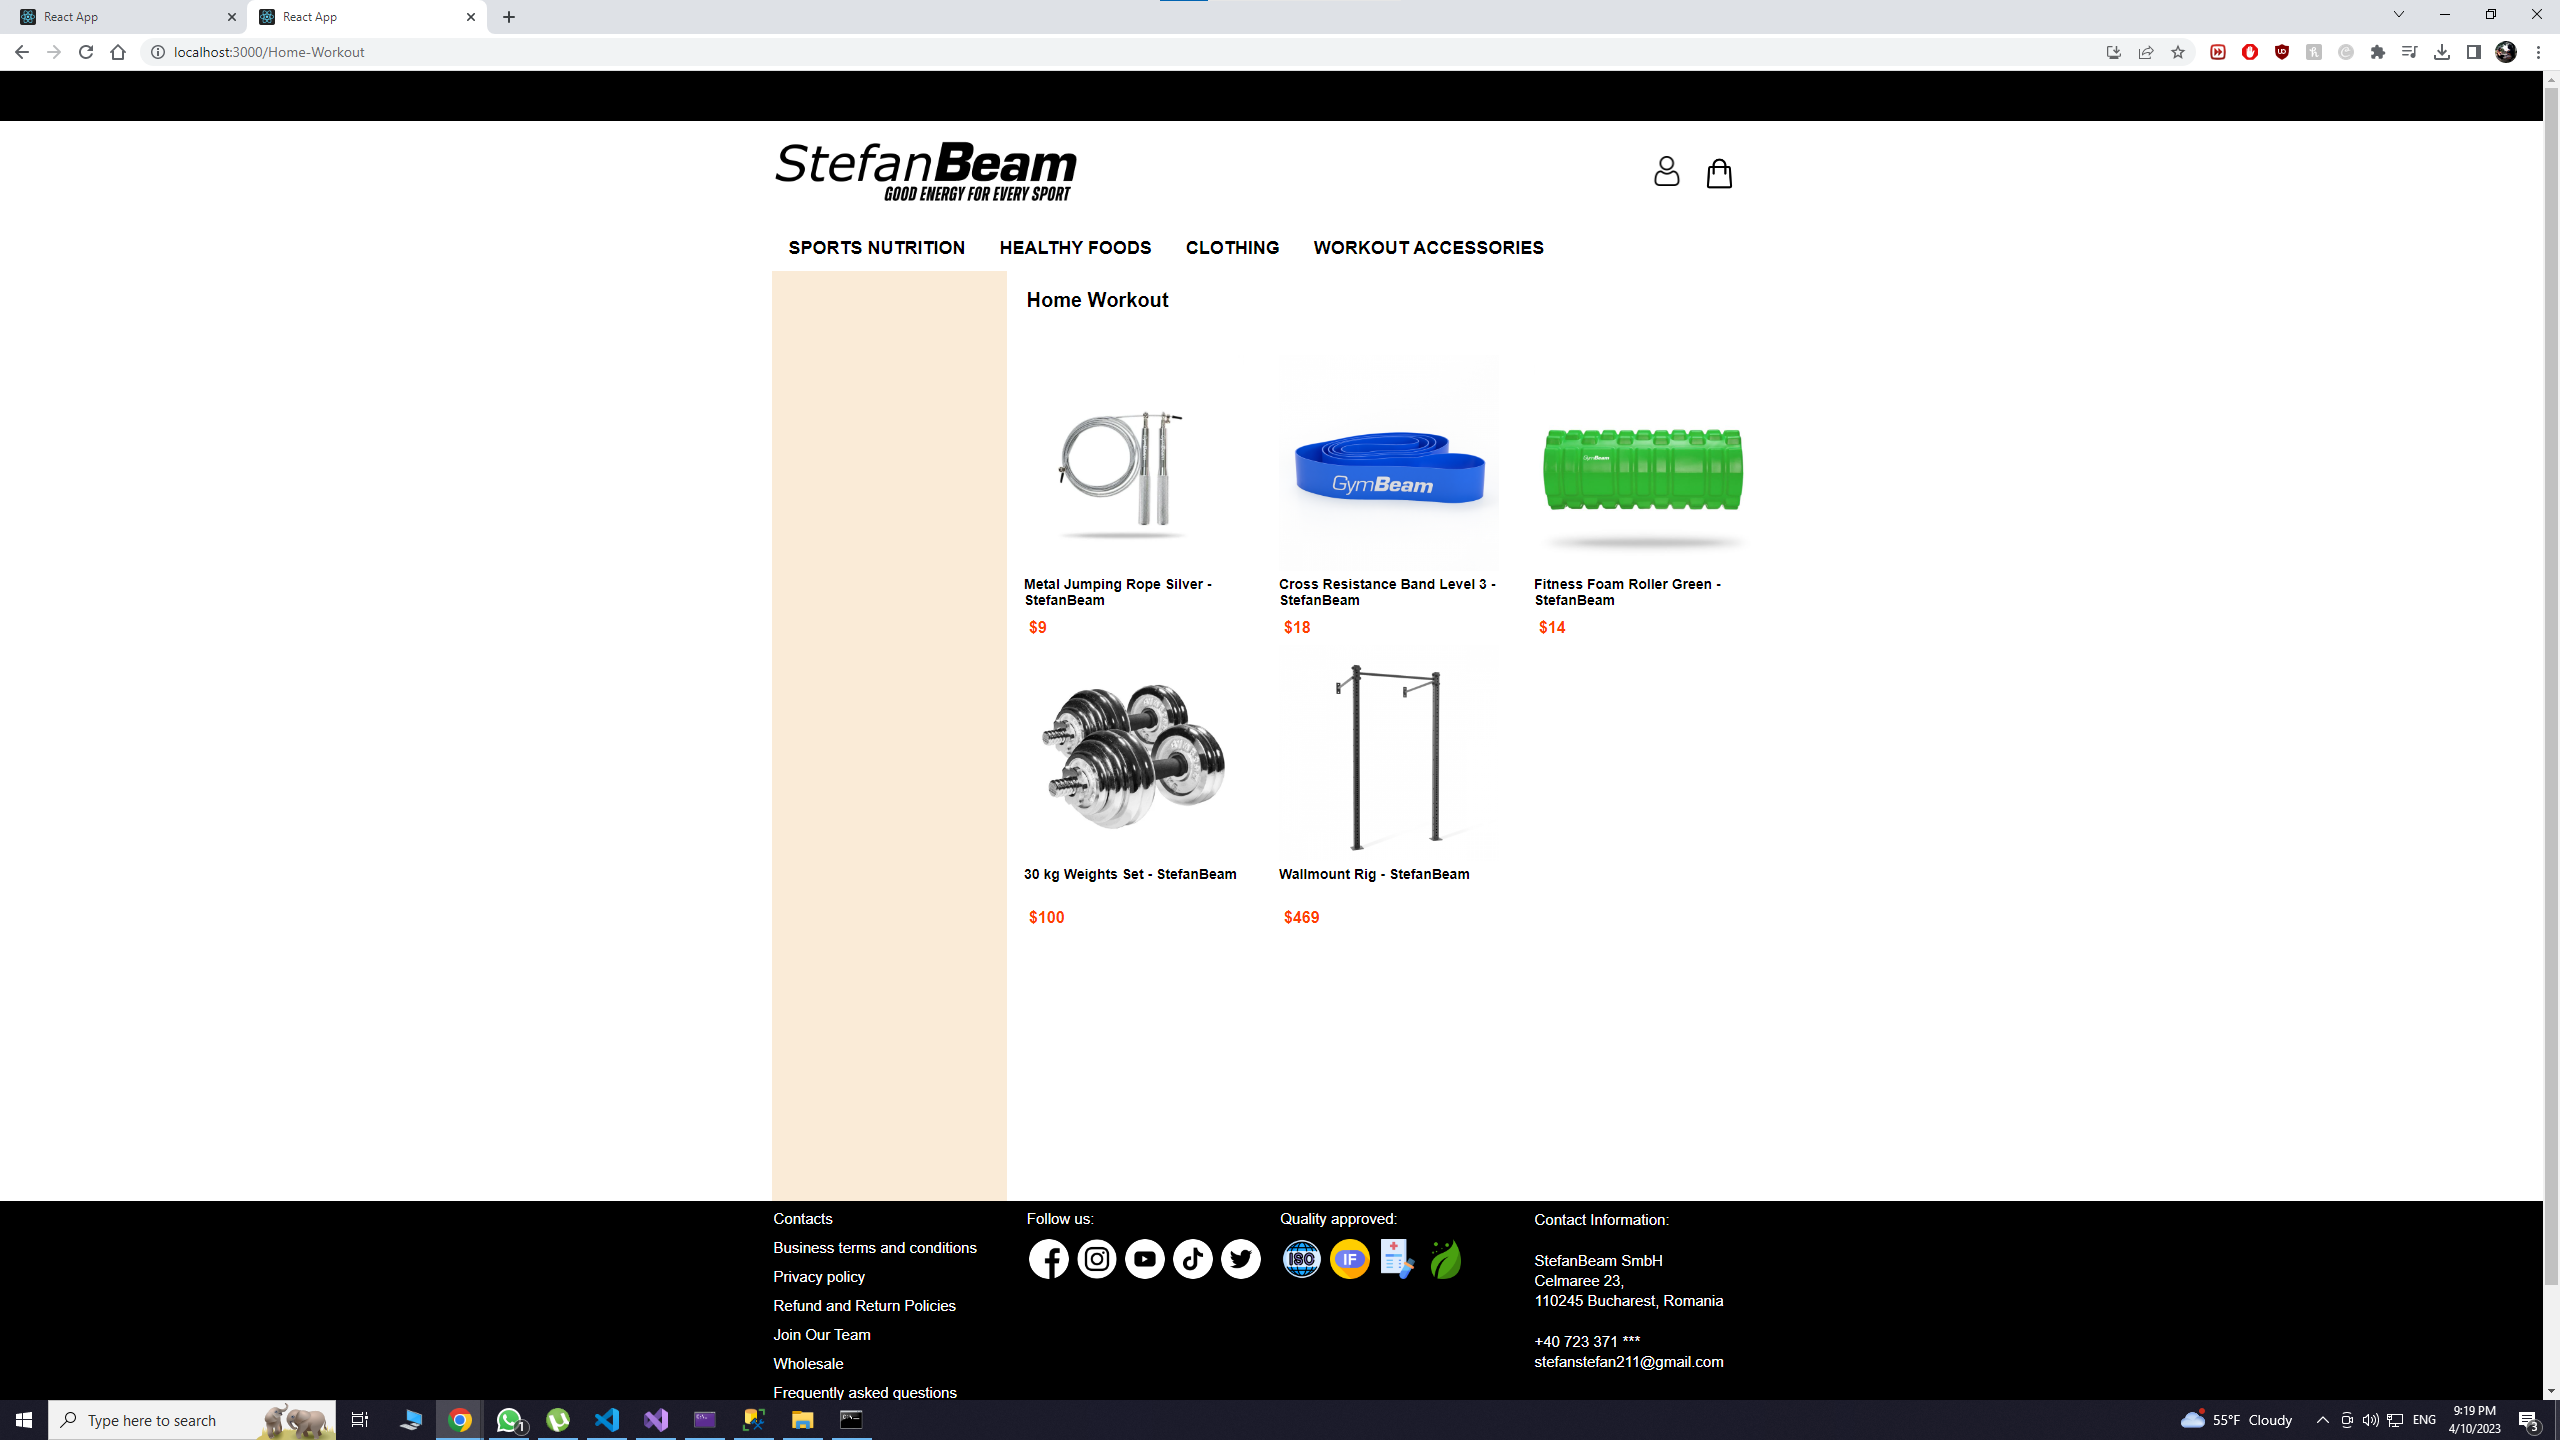 React App
React App
localhost:3000/Home-Workout
StefanBeam
GOOD ENERGY FOR EVERY SPORT
SPORTS NUTRITION
HEALTHY FOODS
CLOTHING
WORKOUT ACCESSORIES
Home Workout
GymBeam
GymBeam
Metal Jumping Rope Silver -
StefanBeam
$9
Cross Resistance Band Level 3 -
StefanBeam
$18
Fitness Foam Roller Green -
StefanBeam
$14
30 kg Weights Set - StefanBeam
$100
Wallmount Rig - StefanBeam
$469
Contacts
Business terms and conditions
Privacy policy
Refund and Return Policies
Join Our Team
Wholesale
Frequently asked questions
Follow us:
Quality approved:
ISO
IF
Contact Information:
StefanBeam SmbH
Celmaree 23,
110245 Bucharest, Romania
+40 723 371 ***
stefanstefan211@gmail.com
Type here to search
1
55°F Cloudy
ENG
9:19 PM
4/10/2023
3